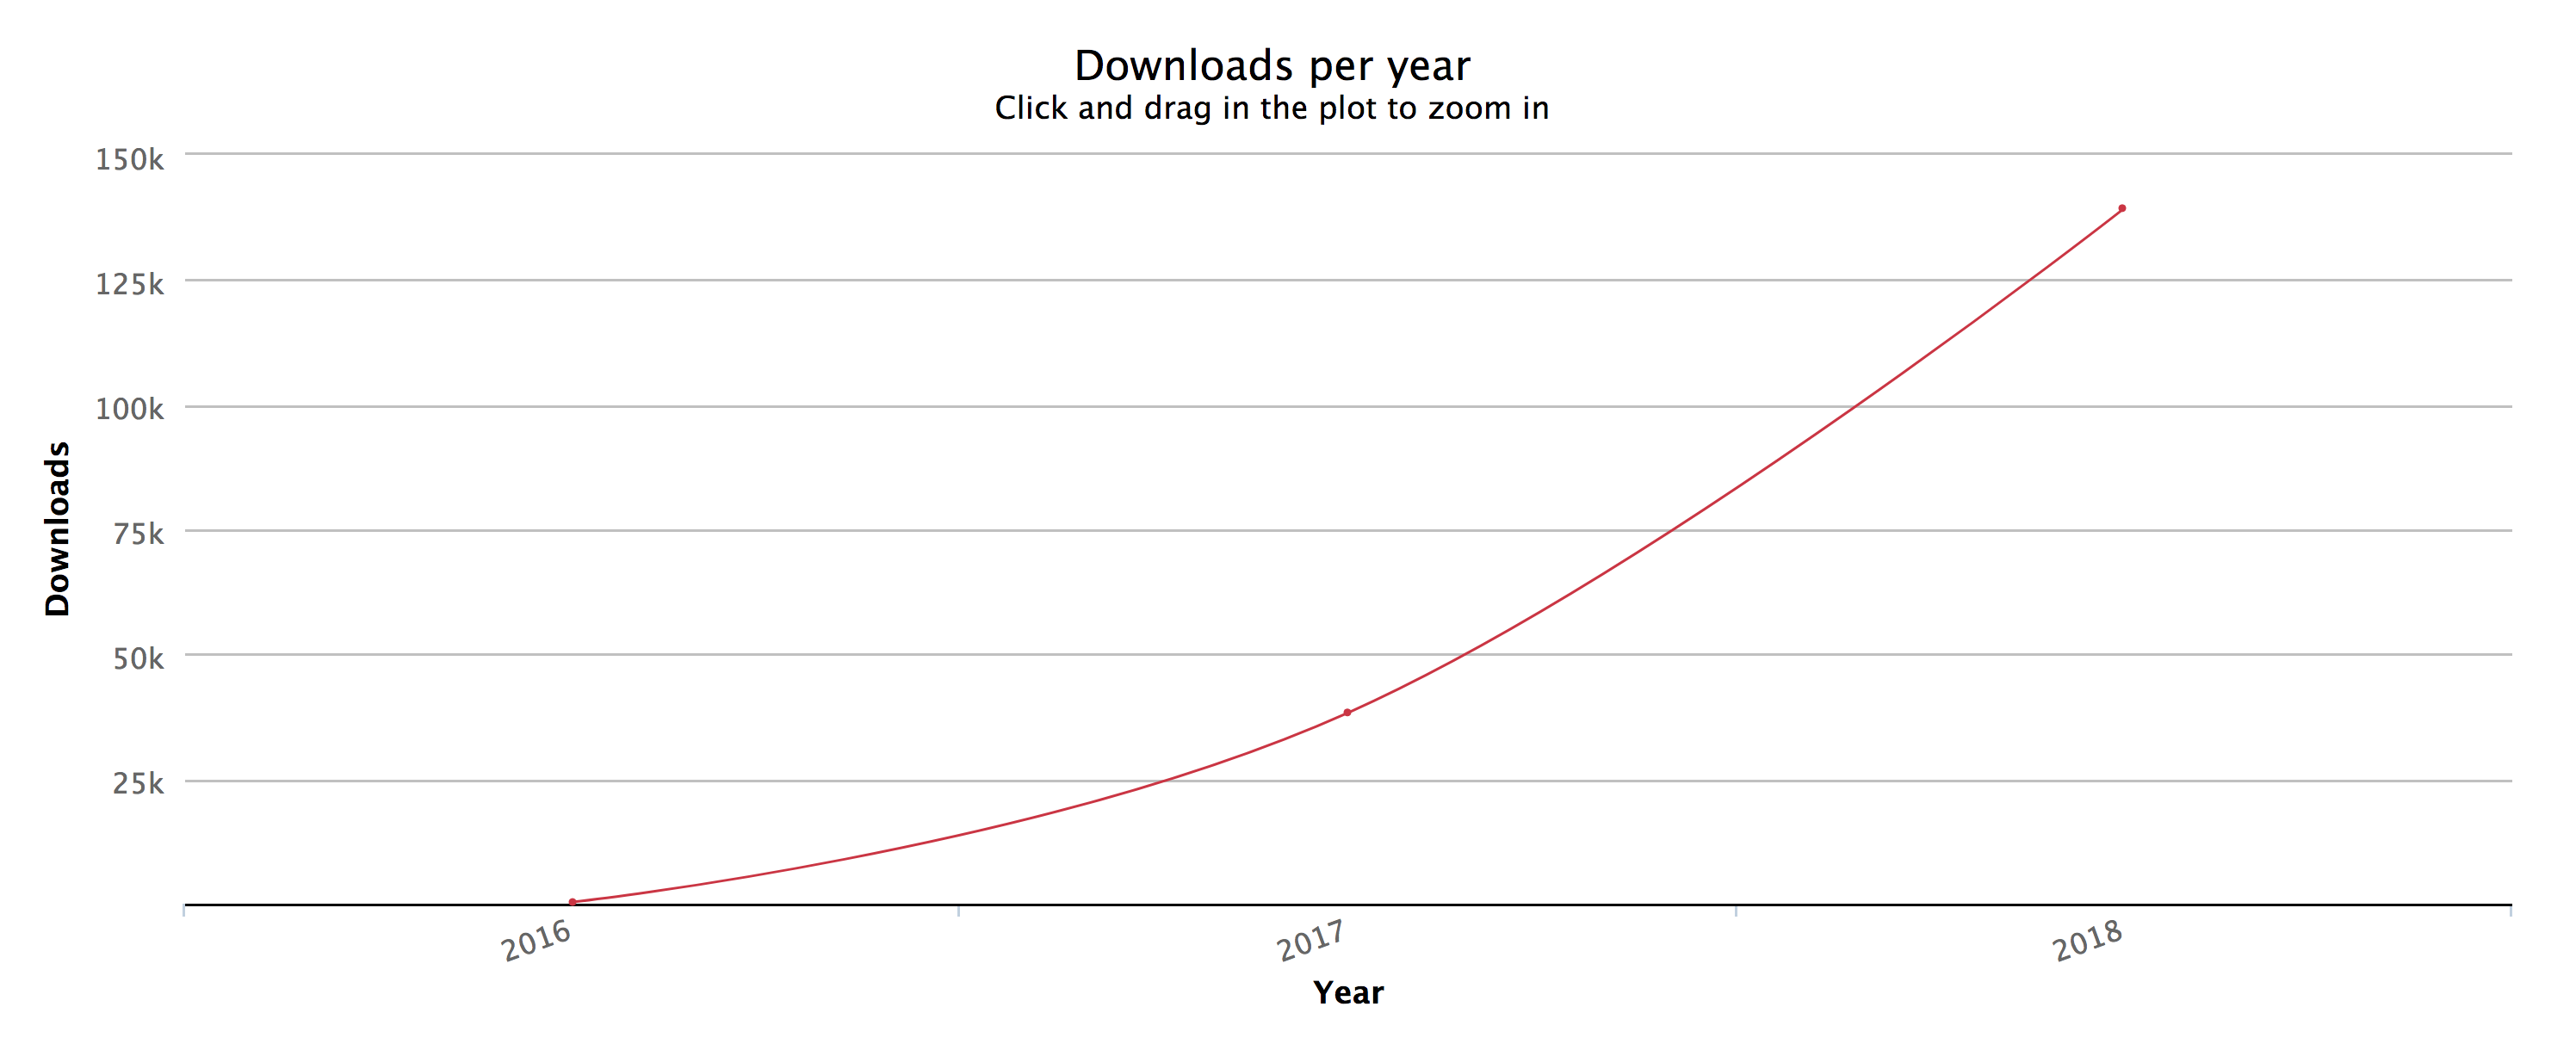 Downloads per year
Click and drag in the plot to zoom in
150k
125k
100k
75k
50k
25k
Downloads
2016
2017
2018
Year